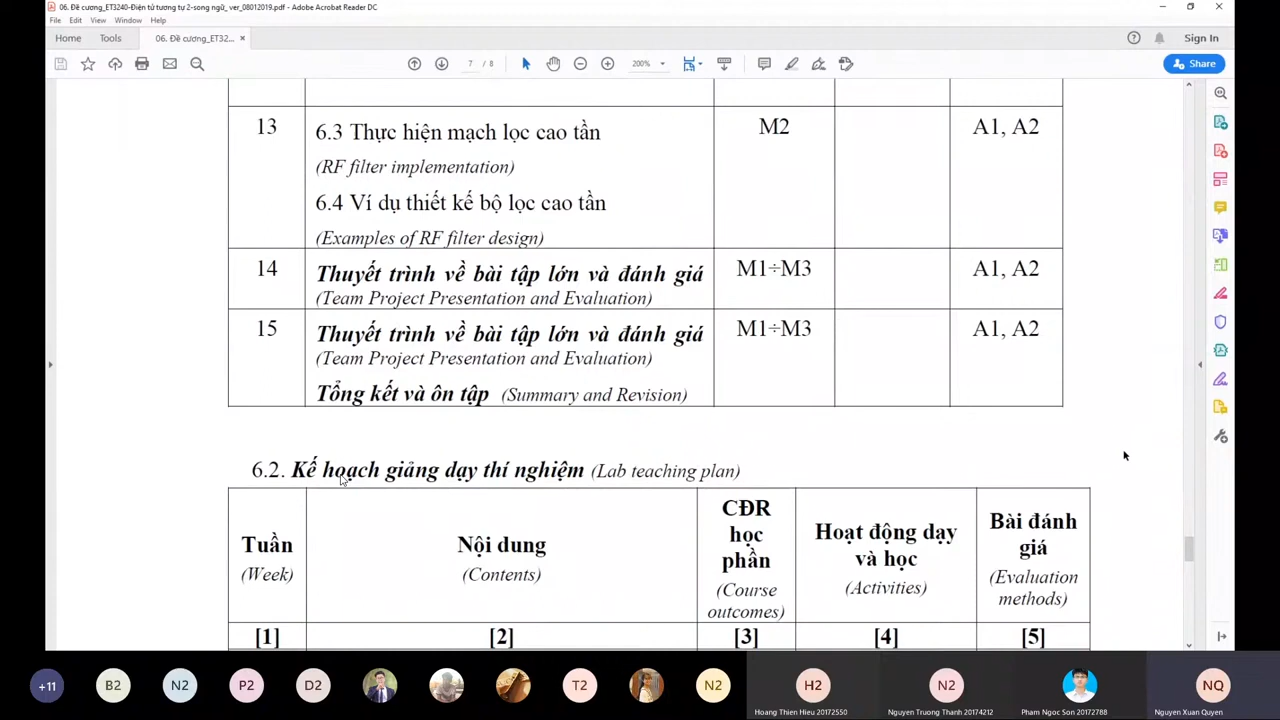 06. Đề cương_ET3240-Điện tử tương tự 2-song ngữ_ ver_08012019.pdf - Adobe Acrobat Reader DC
File Edit View Window Help
Home Tools 06. Đề cương_ET32... × Sign In
7 / 8 200% Share
13 6.3 Thực hiện mạch lọc cao tần M2 A1, A2
(RF filter implementation)
6.4 Ví dụ thiết kế bộ lọc cao tần
(Examples of RF filter design)
14 Thuyết trình về bài tập lớn và đánh giá M1÷M3 A1, A2
(Team Project Presentation and Evaluation)
15 Thuyết trình về bài tập lớn và đánh giá M1÷M3 A1, A2
(Team Project Presentation and Evaluation)
Tổng kết và ôn tập (Summary and Revision)
6.2. Kế hoạch giảng dạy thí nghiệm (Lab teaching plan)
Tuần
(Week)
Nội dung
(Contents)
CĐR
học
phần
(Course
outcomes)
Hoạt động dạy
và học
(Activities)
Bài đánh
giá
(Evaluation
methods)
[1] [2] [3] [4] [5]
+11 B2 N2 P2 D2 T2 N2 H2 N2 NQ
Hoang Thien Hieu 20172550 Nguyen Truong Thanh 20174212 Pham Ngoc Son 20172788 Nguyen Xuan Quyen